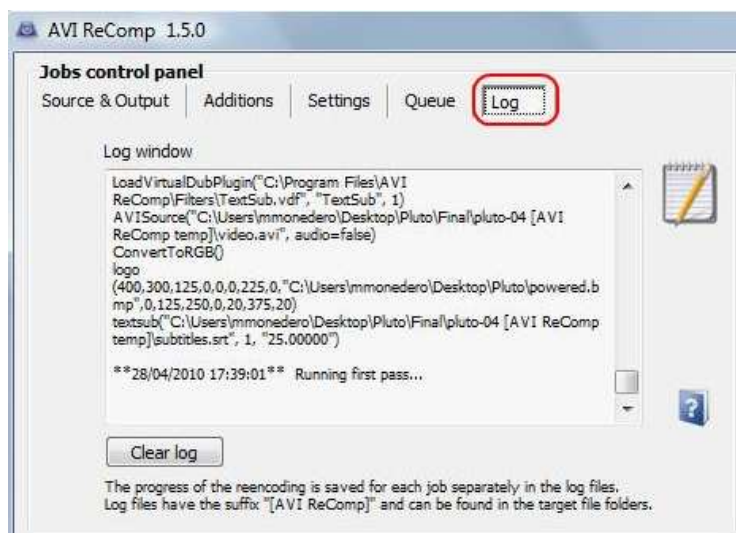 AVI ReComp 1.5.0
Jobs control panel
Source & Output
Additions
Settings
Queue
Log
Log window
LoadVirtualDubPlugin("C:\Program Files\AVI
ReComp\Filters\TextSub.vdf", "TextSub", 1)
AVISource("C:\Users\mmonedero\Desktop\Pluto\Final\pluto-04 [AVI
ReComp temp]\video.avi", audio=false)
ConvertToRGB()
logo
(400,300,125,0,0,0,225,0,"C:\Users\mmonedero\Desktop\Pluto\powered.b
mp",0,125,250,0,20,375,20)
textsub("C:\Users\mmonedero\Desktop\Pluto\Final\pluto-04 [AVI ReComp
temp]\subtitles.srt", 1, "25.00000")
**28/04/2010 17:39:01** Running first pass...
?
Clear log
The progress of the reencoding is saved for each job separately in the log files.
Log files have the suffix "[AVI ReComp]" and can be found in the target file folders.